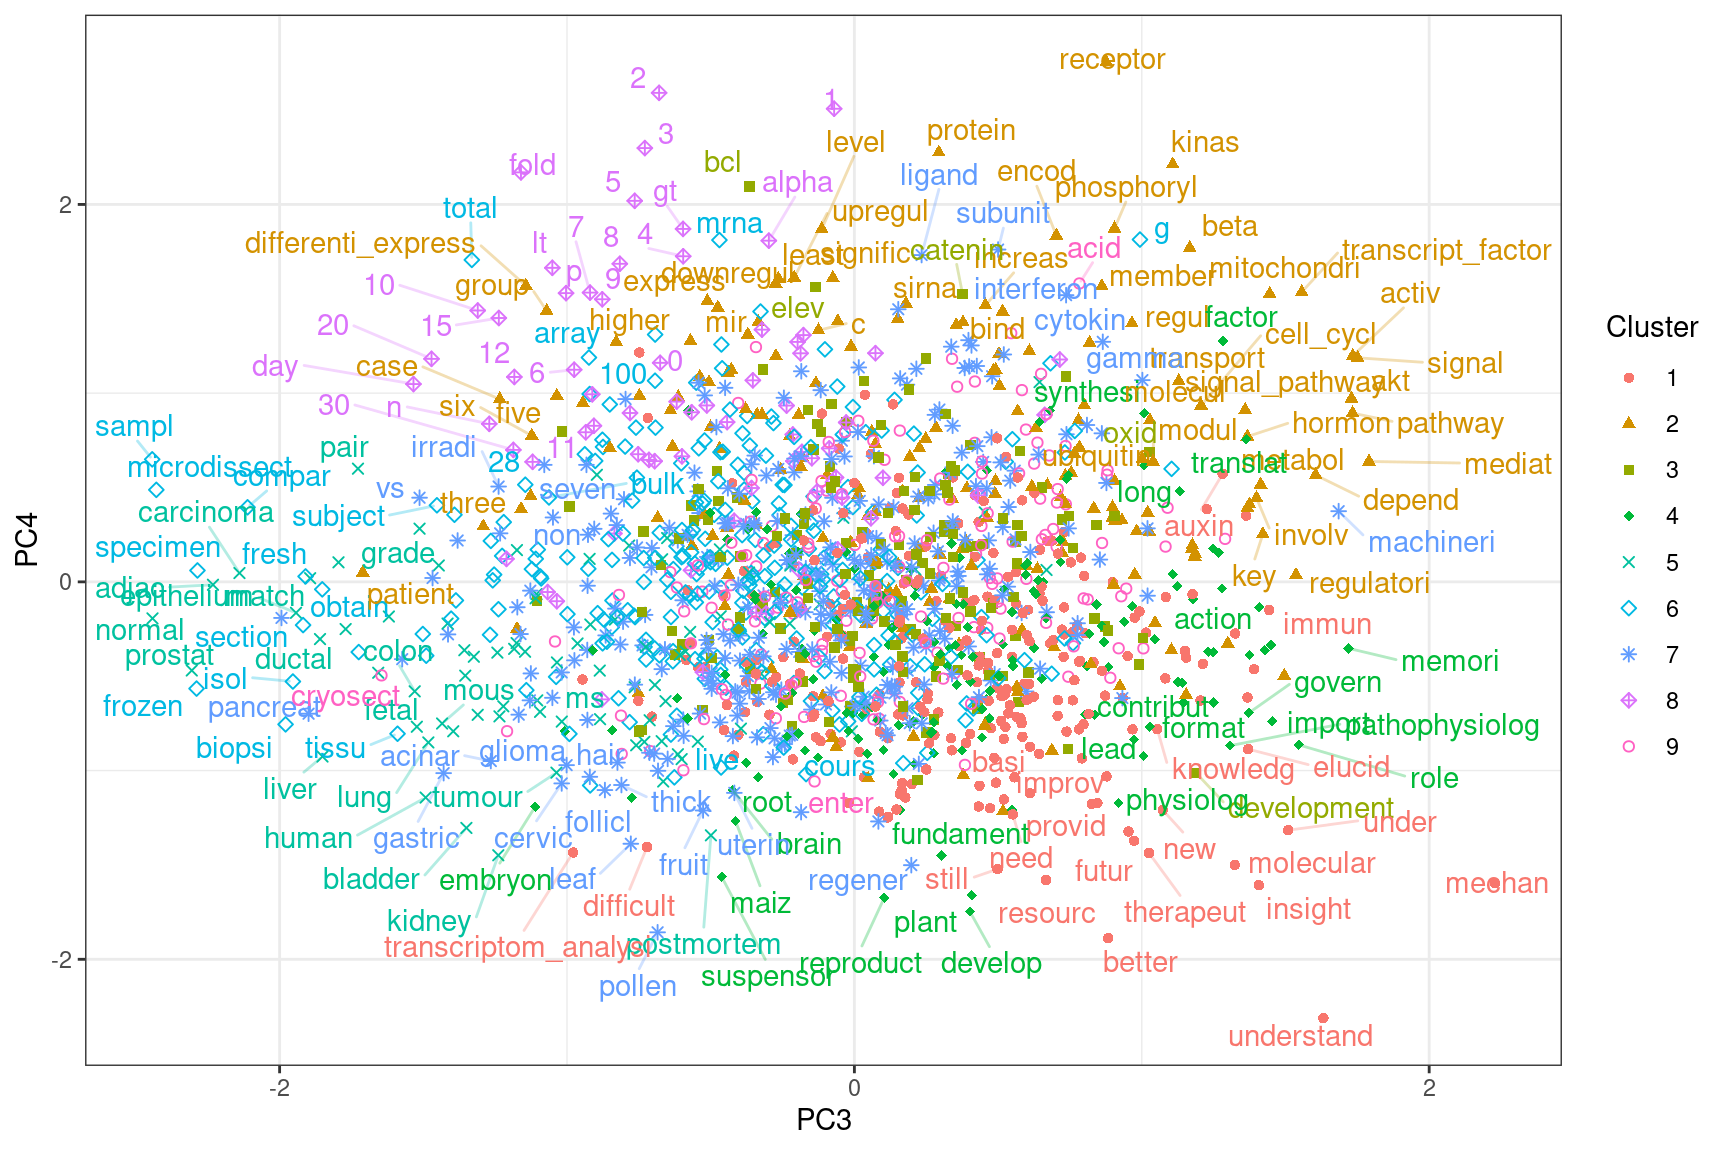 receptor
2
1
3
level
protein
kinas
fold
bcl
5
gt
alpha
ligand
encod
phosphoryl
total
7
8
4
mrna
upregul
subunit
g
beta
differenti_express
lt
p
9
least
signific
catenin
increas
acid
member
mitochondri
transcript_factor
10
group
express
elev
sirna
interferon
activ
20
15
array
higher
mir
c
bind
cytokin
regul
factor
cell_cycl
day
case
12
6
100
0
gamma
transport
signal
30
n
six
five
synthes
molecul
signal_pathway
akt
sampl
pair
irradi
11
oxid
modul
hormon
pathway
microdissect
compar
28
seven
bulk
ubiquitin
translat
metabol
mediat
carcinoma
vs
subject
three
non
long
auxin
depend
specimen
fresh
grade
involv
machineri
adjac
epithelium
match
obtain
patient
key
regulatori
normal
section
action
immun
prostat
ductal
colon
memori
frozen
isol
pancreat
cryosect
fetal
mous
ms
contribut
govern
biopsi
tissu
acinar
glioma
hair
live
cours
format
import
pathophysiolog
liver
lung
tumour
thick
root
enter
basi
improv
lead
knowledg
elucid
role
human
gastric
cervic
follicl
uterin
brain
fundament
provid
physiolog
development
under
bladder
embryon
leaf
fruit
regener
still
need
futur
new
molecular
mechan
kidney
difficult
maiz
plant
resourc
therapeut
insight
transcriptom_analysi
postmortem
suspensor
reproduct
develop
better
pollen
understand
PC4
2
0
-2
-2
0
2
PC3
Cluster
1
2
3
4
5
6
7
8
9